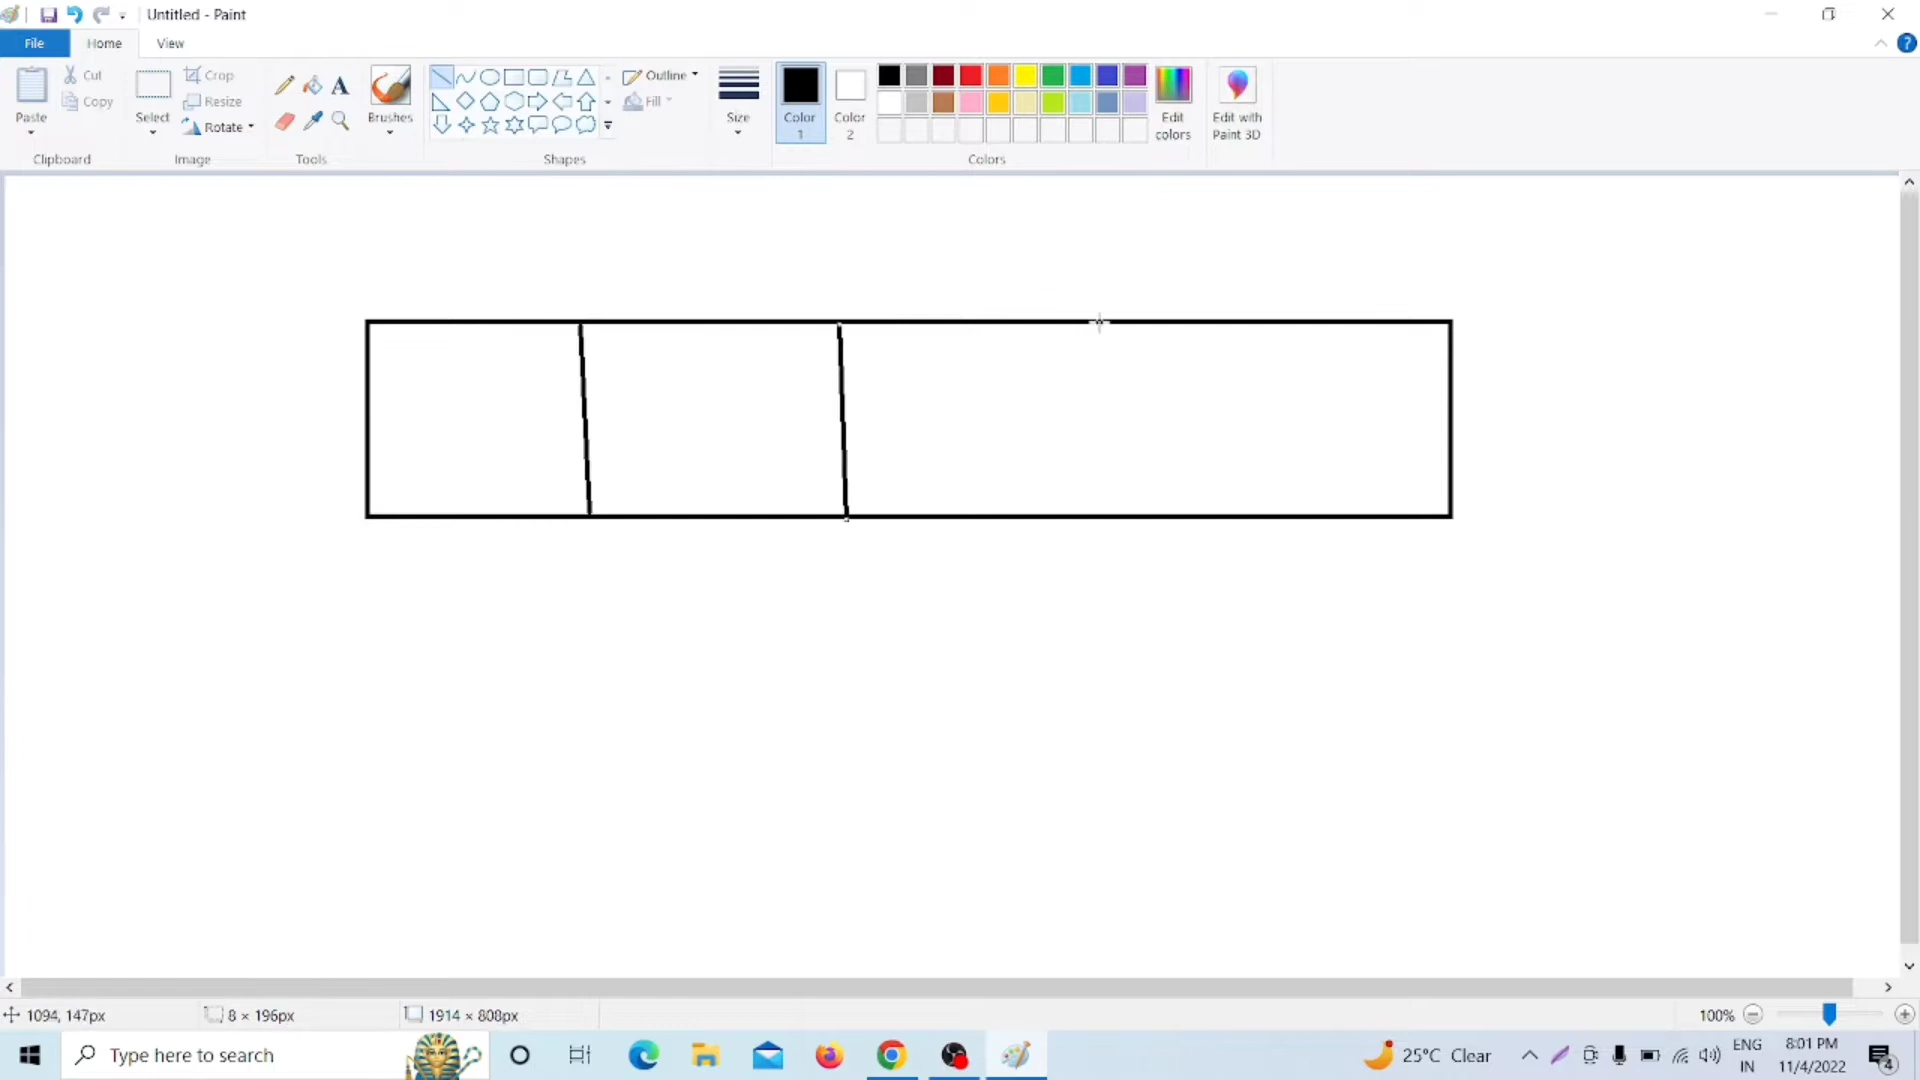 Untitled - Paint
File
Home
View
Paste
Cut
Copy
Clipboard
Select
Crop
Resize
Rotate
Image
Tools
A
Brushes
Shapes
Outline
Fill
Size
Color
1
Color
2
Colors
Edit
colors
Edit with
Paint 3D
?
1094, 147px
8 × 196px
1914 × 808px
100%
Type here to search
25°C Clear
ENG
IN
8:01 PM
11/4/2022
4